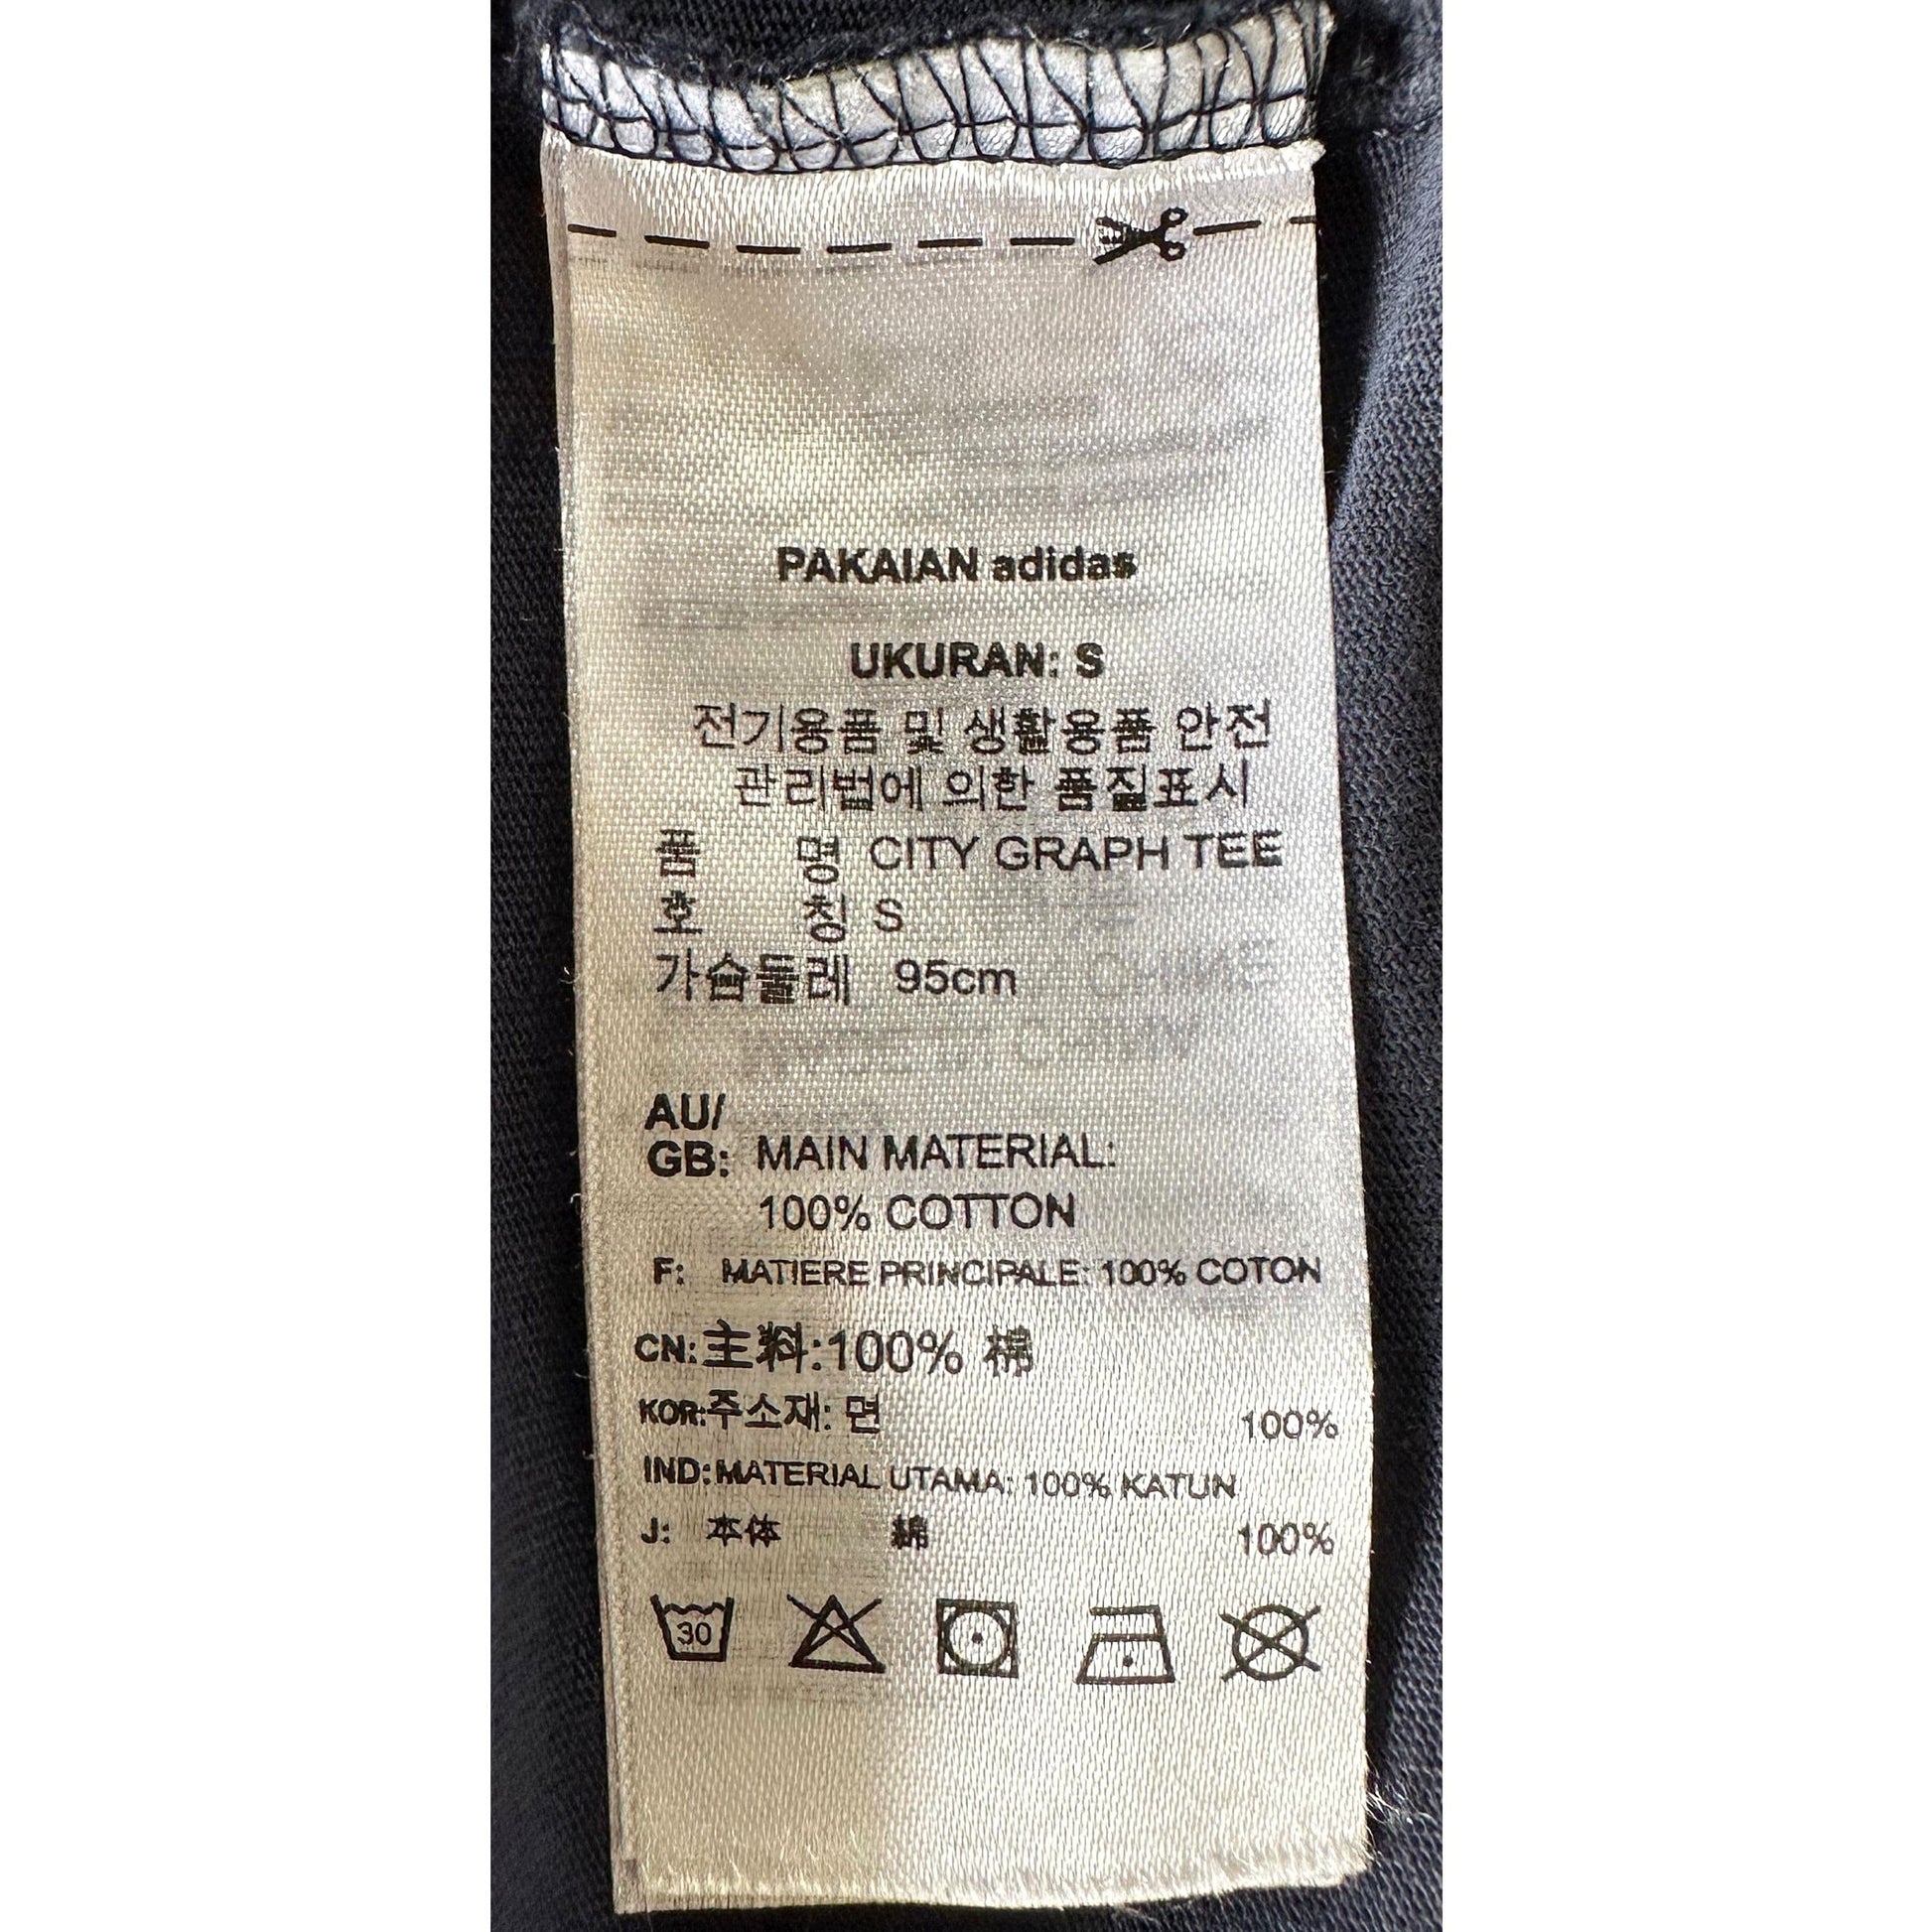 PAKAIAN adidas
UKURAN: S
전기용품 및 생활용품 안전
관리법에 의한 품질표시
품 명 CITY GRAPH TEE
호 칭 S
가슴둘레 95cm
AU/
GB: MAIN MATERIAL:
100% COTTON
F: MATIERE PRINCIPALE: 100% COTON
CN:主料:100% 棉
KOR:주소재: 면 100%
IND:MATERIAL UTAMA: 100% KATUN
J: 本体 綿 100%
30